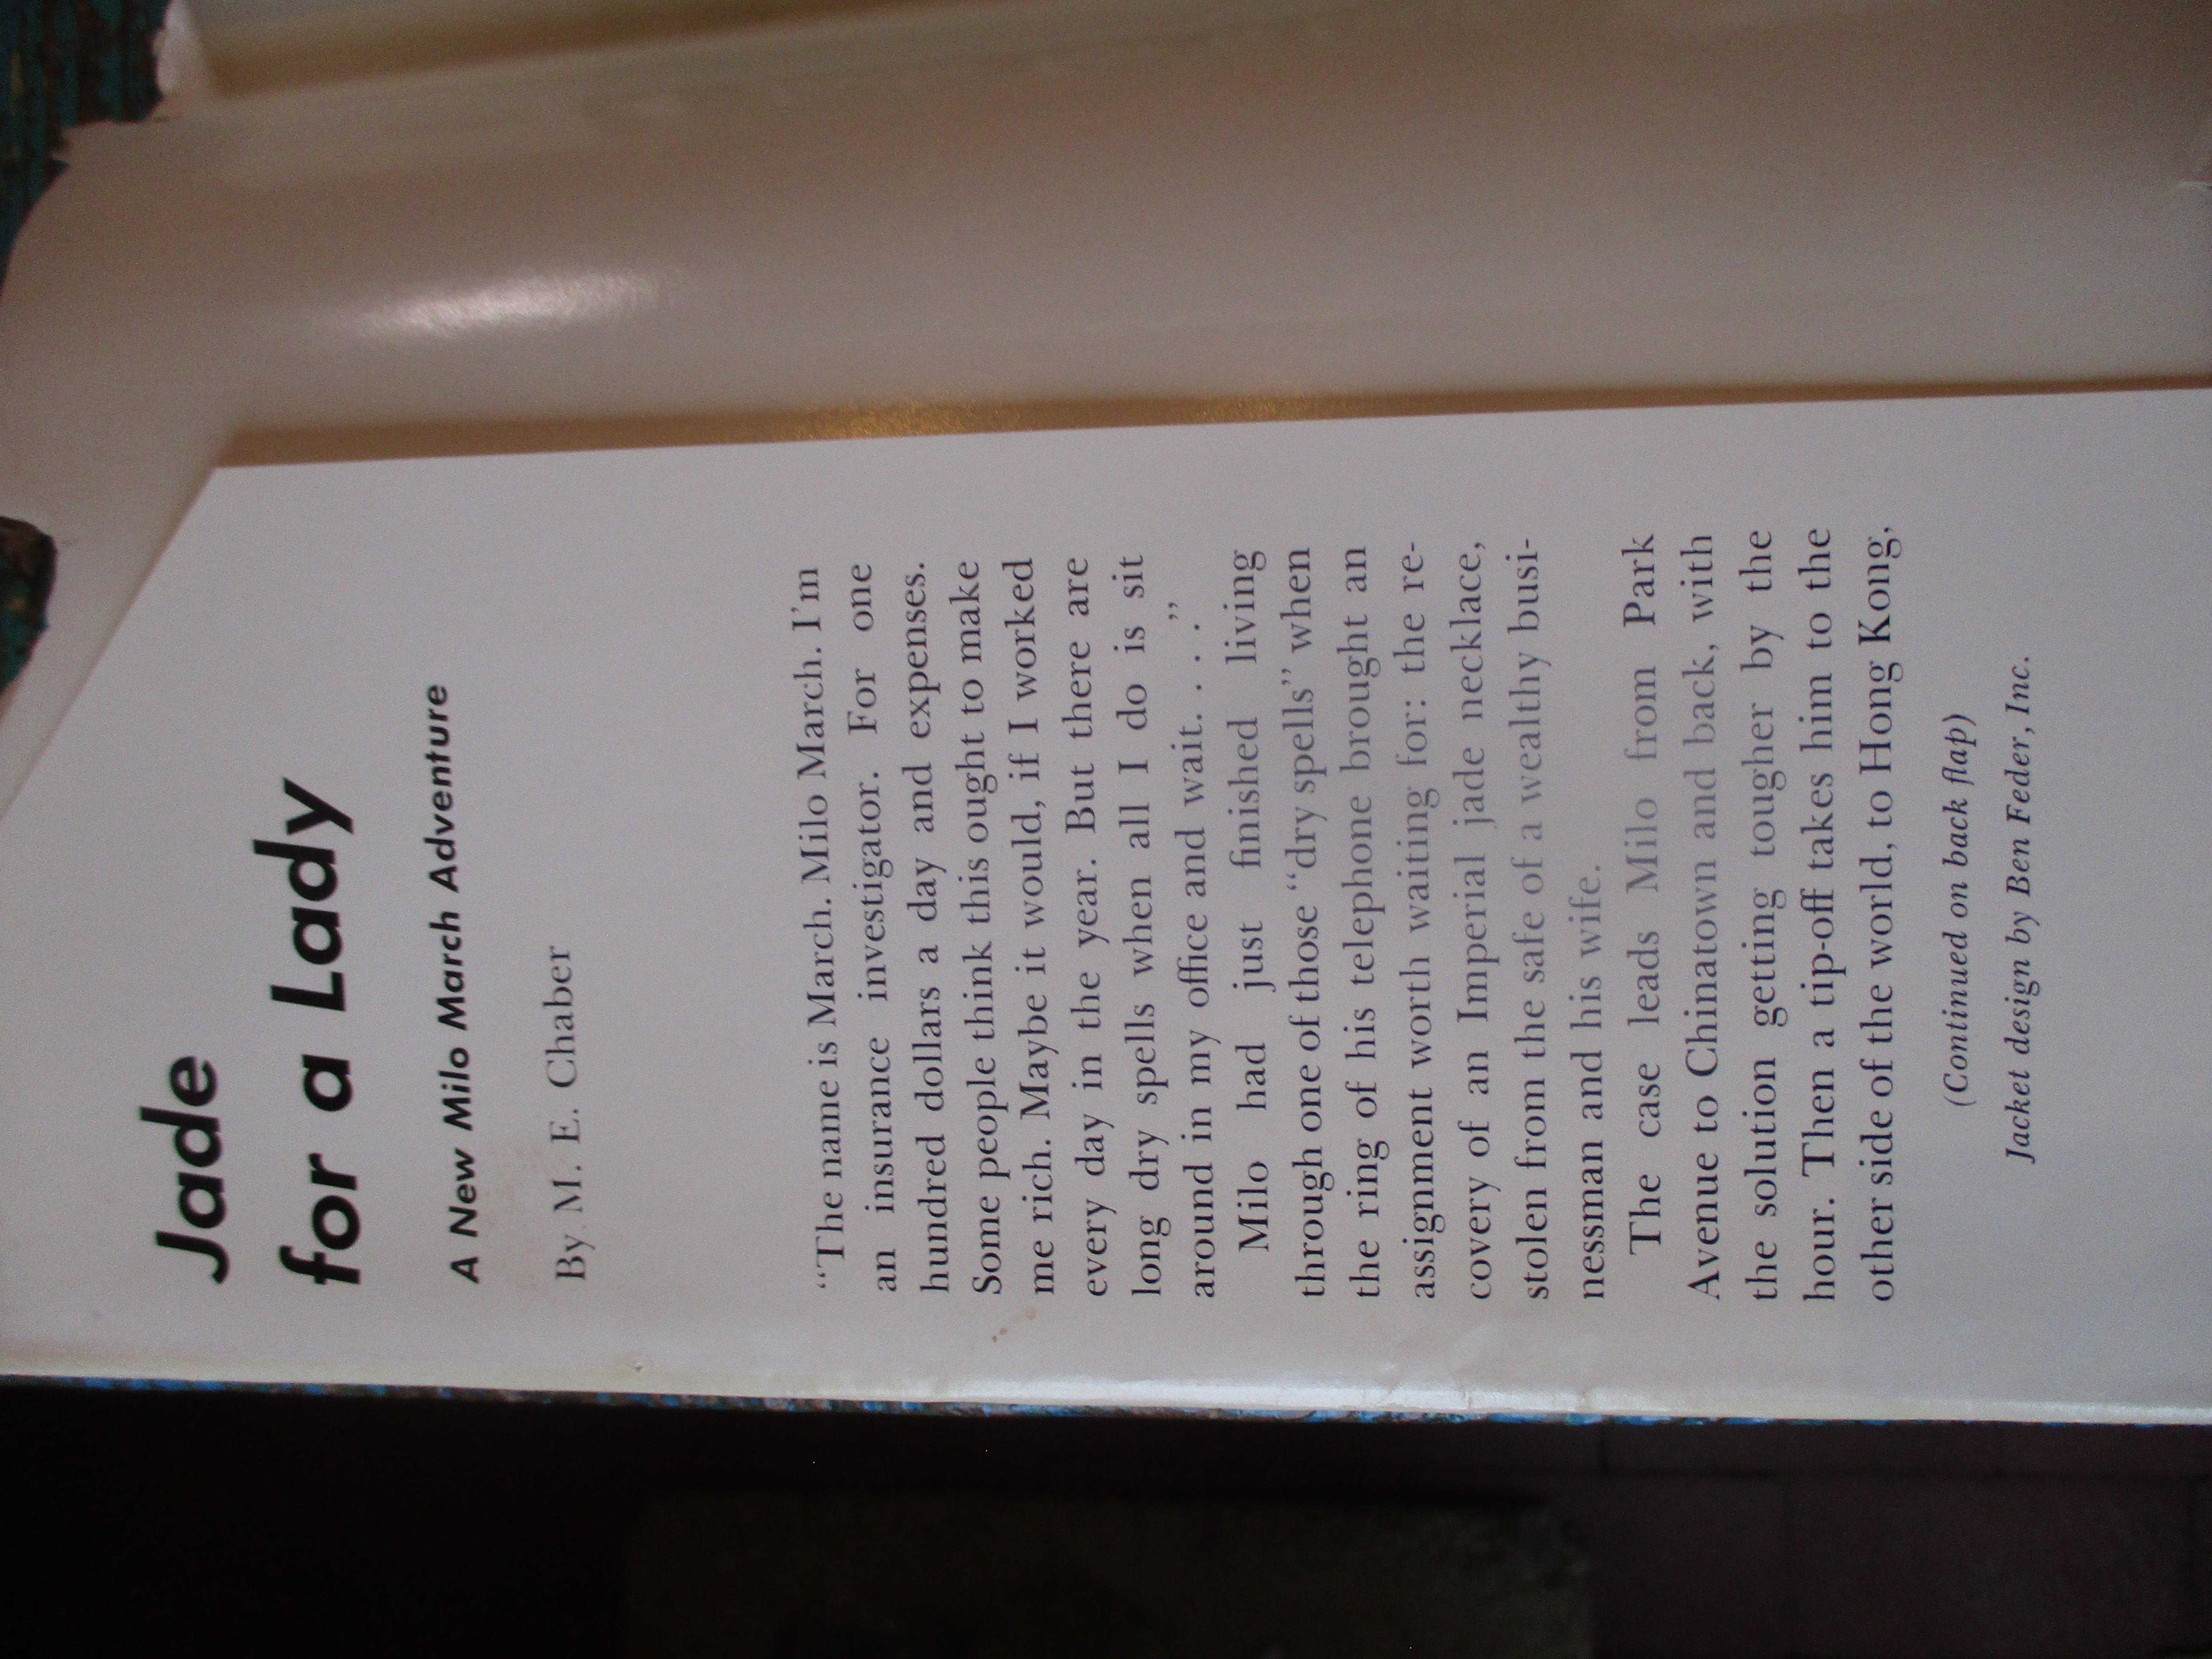 Jade
for a Lady
A New Milo March Adventure
By M. E. Chaber
“The name is March. Milo March. I’m
an insurance investigator. For one
hundred dollars a day and expenses.
Some people think this ought to make
me rich. Maybe it would, if I worked
every day in the year. But there are
long dry spells when all I do is sit
around in my office and wait. . . .”
Milo had just finished living
through one of those “dry spells” when
the ring of his telephone brought an
assignment worth waiting for: the re-
covery of an Imperial jade necklace,
stolen from the safe of a wealthy busi-
nessman and his wife.
The case leads Milo from Park
Avenue to Chinatown and back, with
the solution getting tougher by the
hour. Then a tip-off takes him to the
other side of the world, to Hong Kong,
(Continued on back flap)
Jacket design by Ben Feder, Inc.